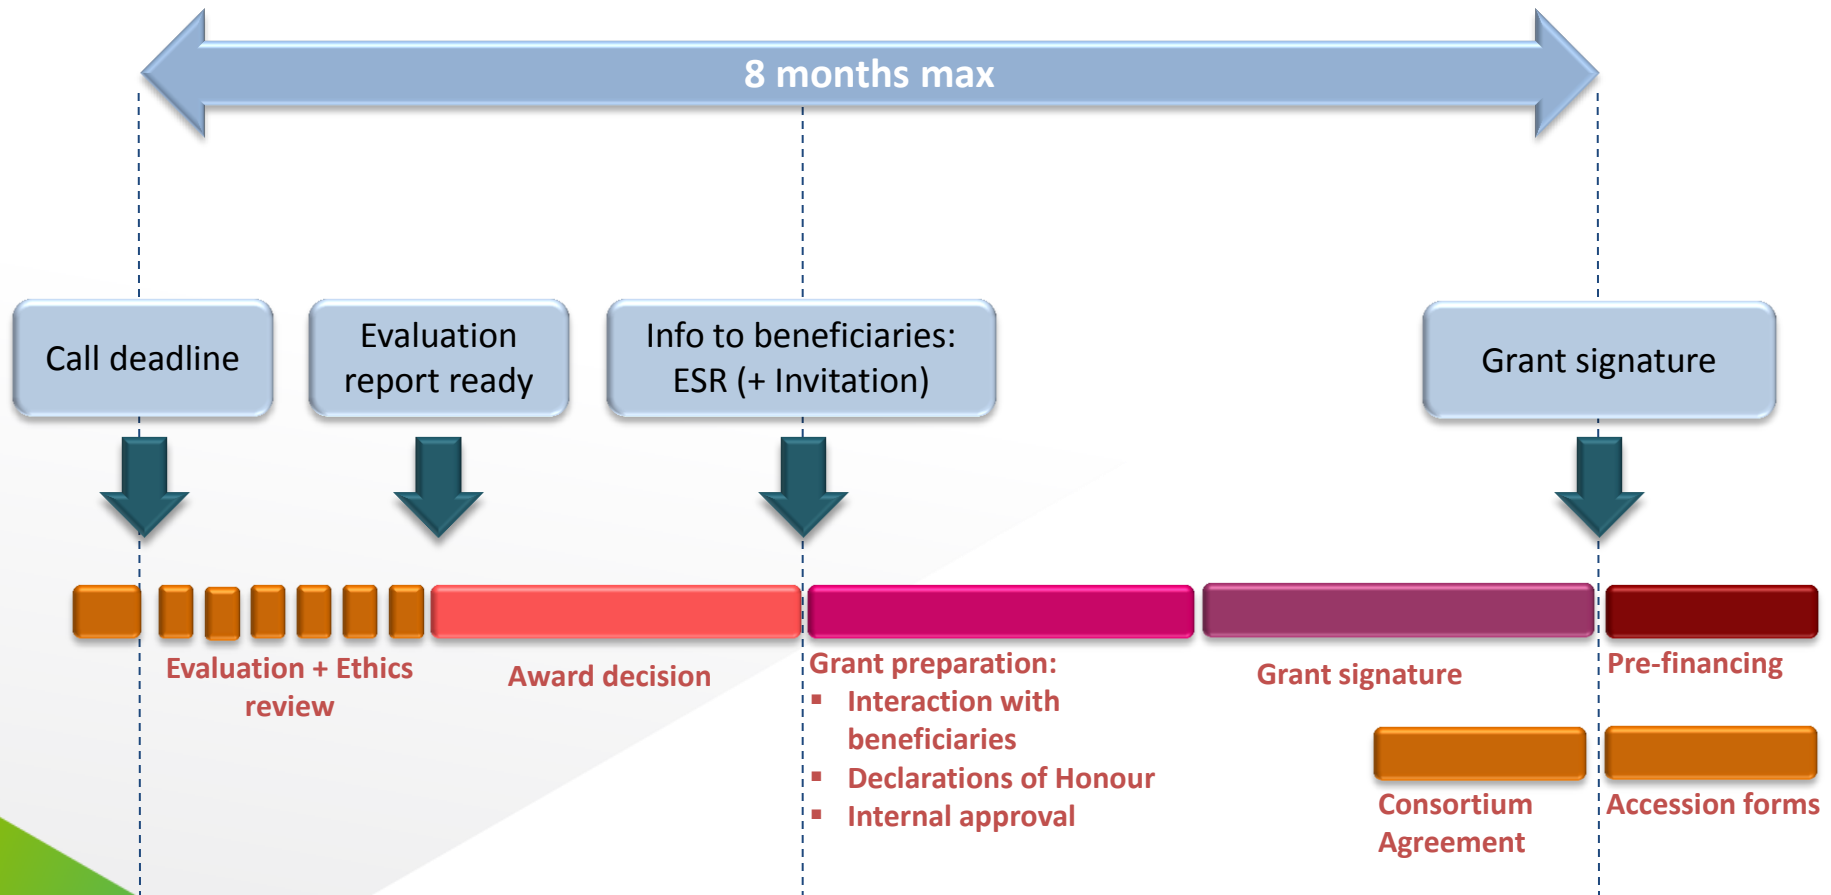 8 months max
Call deadline
Evaluation
report ready
Info to beneficiaries:
ESR (+ Invitation)
Grant signature
Evaluation + Ethics
review
Award decision
Grant preparation:
▪ Interaction with
beneficiaries
▪ Declarations of Honour
▪ Internal approval
Grant signature
Pre-financing
Consortium
Agreement
Accession forms